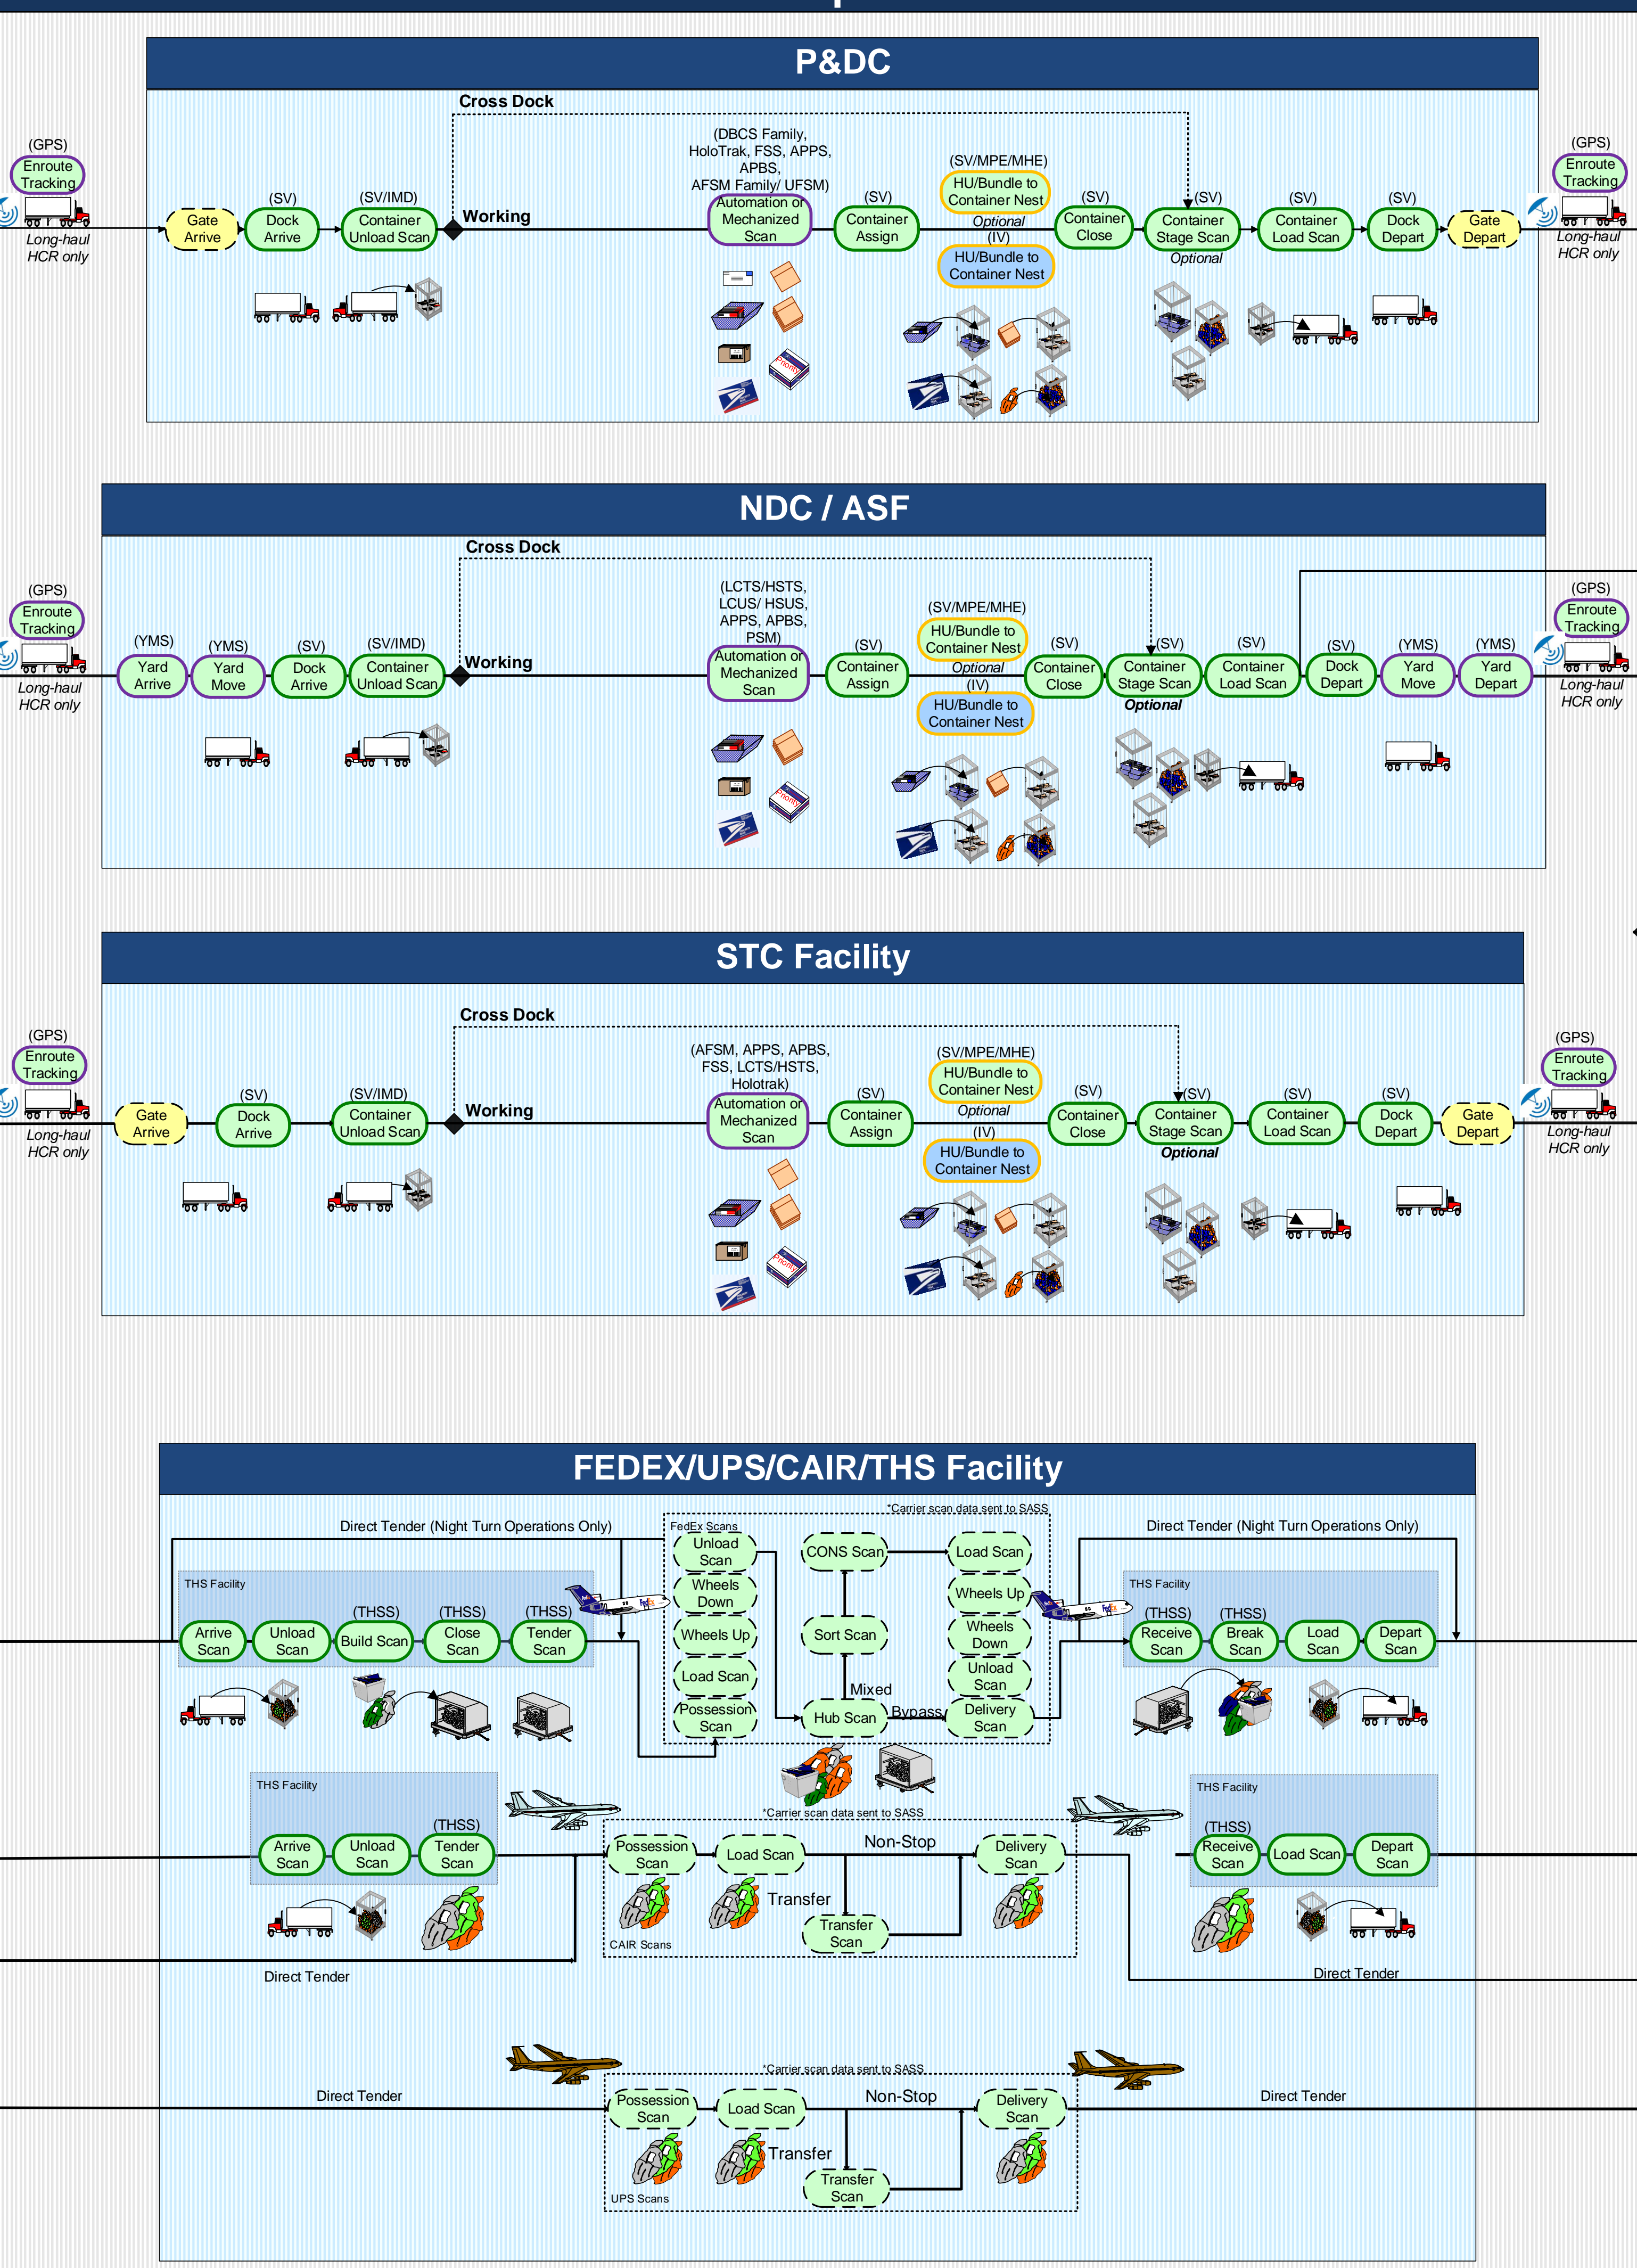 P&DC
Cross Dock
(DBCS Family,
HoloTrak, FSS, APPS,
APBS,
AFSM Family/ UFSM)
(GPS)
Enroute
Tracking
Long-haul
HCR only
Gate
Arrive
(SV)
Dock
Arrive
(SV/IMD)
Container
Unload Scan
Working
Automation or
Mechanized
Scan
(SV)
Container
Assign
(SV/MPE/MHE)
HU/Bundle to
Container Nest
Optional
(IV)
HU/Bundle to
Container Nest
(SV)
Container
Close
(SV)
Container
Stage Scan
Optional
(SV)
Container
Load Scan
(SV)
Dock
Depart
Gate
Depart
(GPS)
Enroute
Tracking
Long-haul
HCR only
Priority
NDC / ASF
Cross Dock
(LCTS/HSTS,
LCUS/ HSUS,
APPS, APBS,
PSM)
(GPS)
Enroute
Tracking
Long-haul
HCR only
(YMS)
Yard
Arrive
(YMS)
Yard
Move
(SV)
Dock
Arrive
(SV/IMD)
Container
Unload Scan
Working
Automation or
Mechanized
Scan
(SV)
Container
Assign
(SV/MPE/MHE)
HU/Bundle to
Container Nest
Optional
(IV)
HU/Bundle to
Container Nest
(SV)
Container
Close
(SV)
Container
Stage Scan
Optional
(SV)
Container
Load Scan
(SV)
Dock
Depart
(YMS)
Yard
Move
(YMS)
Yard
Depart
(GPS)
Enroute
Tracking
Long-haul
HCR only
Priority
STC Facility
Cross Dock
(AFSM, APPS, APBS,
FSS, LCTS/HSTS,
Holotrak)
(GPS)
Enroute
Tracking
Long-haul
HCR only
Gate
Arrive
(SV)
Dock
Arrive
(SV/IMD)
Container
Unload Scan
Working
Automation or
Mechanized
Scan
(SV)
Container
Assign
(SV/MPE/MHE)
HU/Bundle to
Container Nest
Optional
(IV)
HU/Bundle to
Container Nest
(SV)
Container
Close
(SV)
Container
Stage Scan
Optional
(SV)
Container
Load Scan
(SV)
Dock
Depart
Gate
Depart
(GPS)
Enroute
Tracking
Long-haul
HCR only
Priority
FEDEX/UPS/CAIR/THS Facility
*Carrier scan data sent to SASS
Direct Tender (Night Turn Operations Only)
THS Facility
Arrive
Scan
Unload
Scan
(THSS)
Build Scan
(THSS)
Close
Scan
(THSS)
Tender
Scan
FedEx
FedEx Scans
Unload
Scan
Wheels
Down
Wheels Up
Load Scan
Possession
Scan
CONS Scan
Sort Scan
Mixed
Hub Scan
Bypass
Load Scan
Wheels Up
Wheels
Down
Unload
Scan
Delivery
Scan
Direct Tender (Night Turn Operations Only)
FedEx
THS Facility
(THSS)
Receive
Scan
(THSS)
Break
Scan
Load
Scan
Depart
Scan
THS Facility
Arrive
Scan
Unload
Scan
(THSS)
Tender
Scan
Direct Tender
*Carrier scan data sent to SASS
Possession
Scan
Load Scan
Non-Stop
Delivery
Scan
Transfer
Transfer
Scan
CAIR Scans
THS Facility
(THSS)
Receive
Scan
Load Scan
Depart
Scan
Direct Tender
*Carrier scan data sent to SASS
Direct Tender
Possession
Scan
Load Scan
Non-Stop
Delivery
Scan
Direct Tender
Transfer
Transfer
Scan
UPS Scans